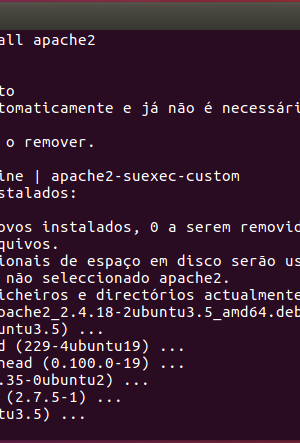 all apache2
to
tomaticamente e já não é necessári
o remover.
ine | apache2-suexec-custom
stalados:
ovos instalados, 0 a serem removid
quivos.
ionais de espaço em disco serão us
não seleccionado apache2.
icheiros e directórios actualmente
pache2_2.4.18-2ubuntu3.5_amd64.deb
untu3.5) ...
d (229-4ubuntu19) ...
head (0.100.0-19) ...
.35-0ubuntu2) ...
(2.7.5-1) ...
tu3.5) ...